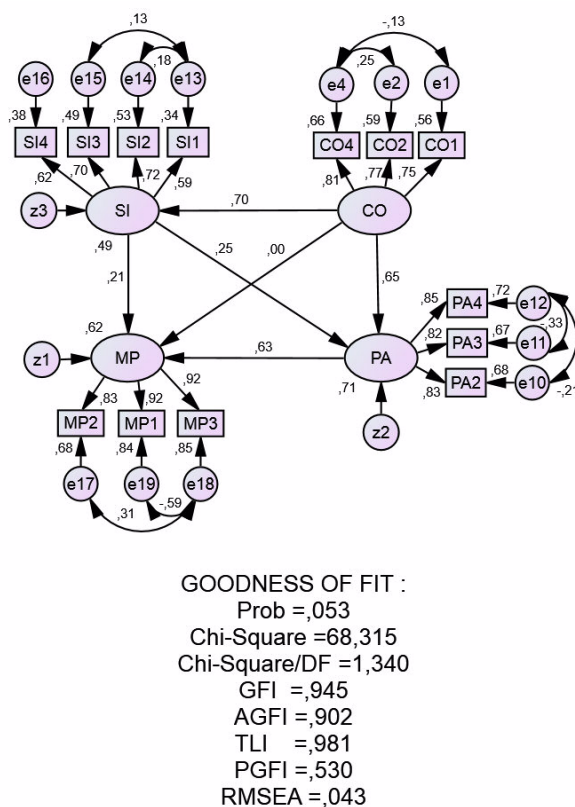 ,13
-,13
,18
,25
e16 e15 e14 e13
e4 e2 e1
,38 ,49 ,53 ,34
,66 ,59 ,56
SI4 SI3 SI2 SI1
CO4 CO2 CO1
,62 ,70 ,72 ,59
,81 ,77 ,75
z3 SI ,70 CO
,49 ,25 ,00
,21 ,65
,85 PA4 ,72 e12
-,33
,62 ,82 PA3 ,67 e11
z1 MP ,63 PA
,71 ,83 PA2 ,68 e10
-,21
,83 ,92 ,92
MP2 MP1 MP3
z2
,68 ,84 ,85
e17 e19 e18
-,59
,31
GOODNESS OF FIT :
Prob =,053
Chi-Square =68,315
Chi-Square/DF =1,340
GFI =,945
AGFI =,902
TLI =,981
PGFI =,530
RMSEA =,043